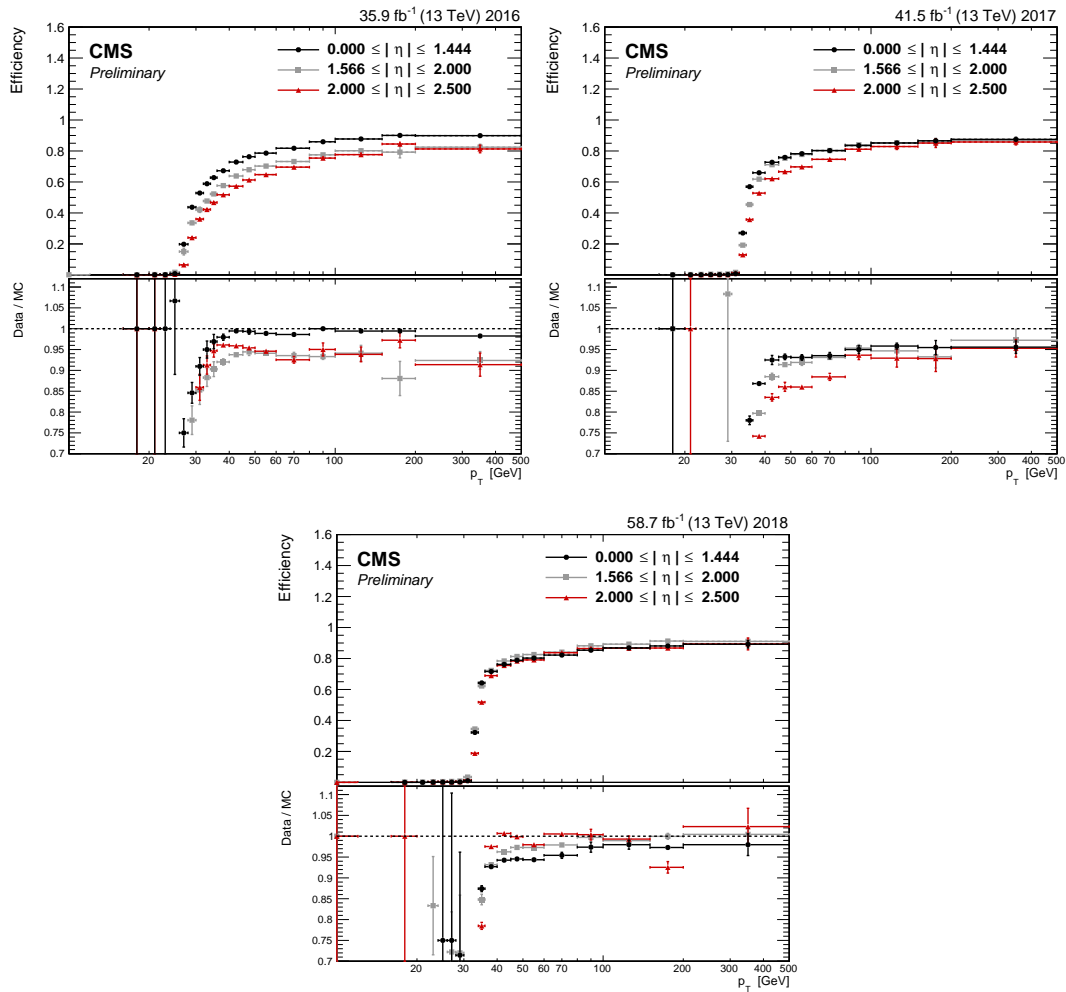 35.9 fb⁻¹ (13 TeV) 2016
Efficiency
1.6
1.4
1.2
1
0.8
0.6
0.4
0.2
CMS
Preliminary
0.000 ≤ | η | ≤ 1.444
1.566 ≤ | η | ≤ 2.000
2.000 ≤ | η | ≤ 2.500
Data / MC
1.1
1.05
1
0.95
0.9
0.85
0.8
0.75
0.7
20 30 40 50 60 70 100 200 300 400 500
p_T [GeV]
41.5 fb⁻¹ (13 TeV) 2017
Efficiency
1.6
1.4
1.2
1
0.8
0.6
0.4
0.2
CMS
Preliminary
0.000 ≤ | η | ≤ 1.444
1.566 ≤ | η | ≤ 2.000
2.000 ≤ | η | ≤ 2.500
Data / MC
1.1
1.05
1
0.95
0.9
0.85
0.8
0.75
0.7
20 30 40 50 60 70 100 200 300 400 500
p_T [GeV]
58.7 fb⁻¹ (13 TeV) 2018
Efficiency
1.6
1.4
1.2
1
0.8
0.6
0.4
0.2
CMS
Preliminary
0.000 ≤ | η | ≤ 1.444
1.566 ≤ | η | ≤ 2.000
2.000 ≤ | η | ≤ 2.500
Data / MC
1.1
1.05
1
0.95
0.9
0.85
0.8
0.75
0.7
20 30 40 50 60 70 100 200 300 400 500
p_T [GeV]